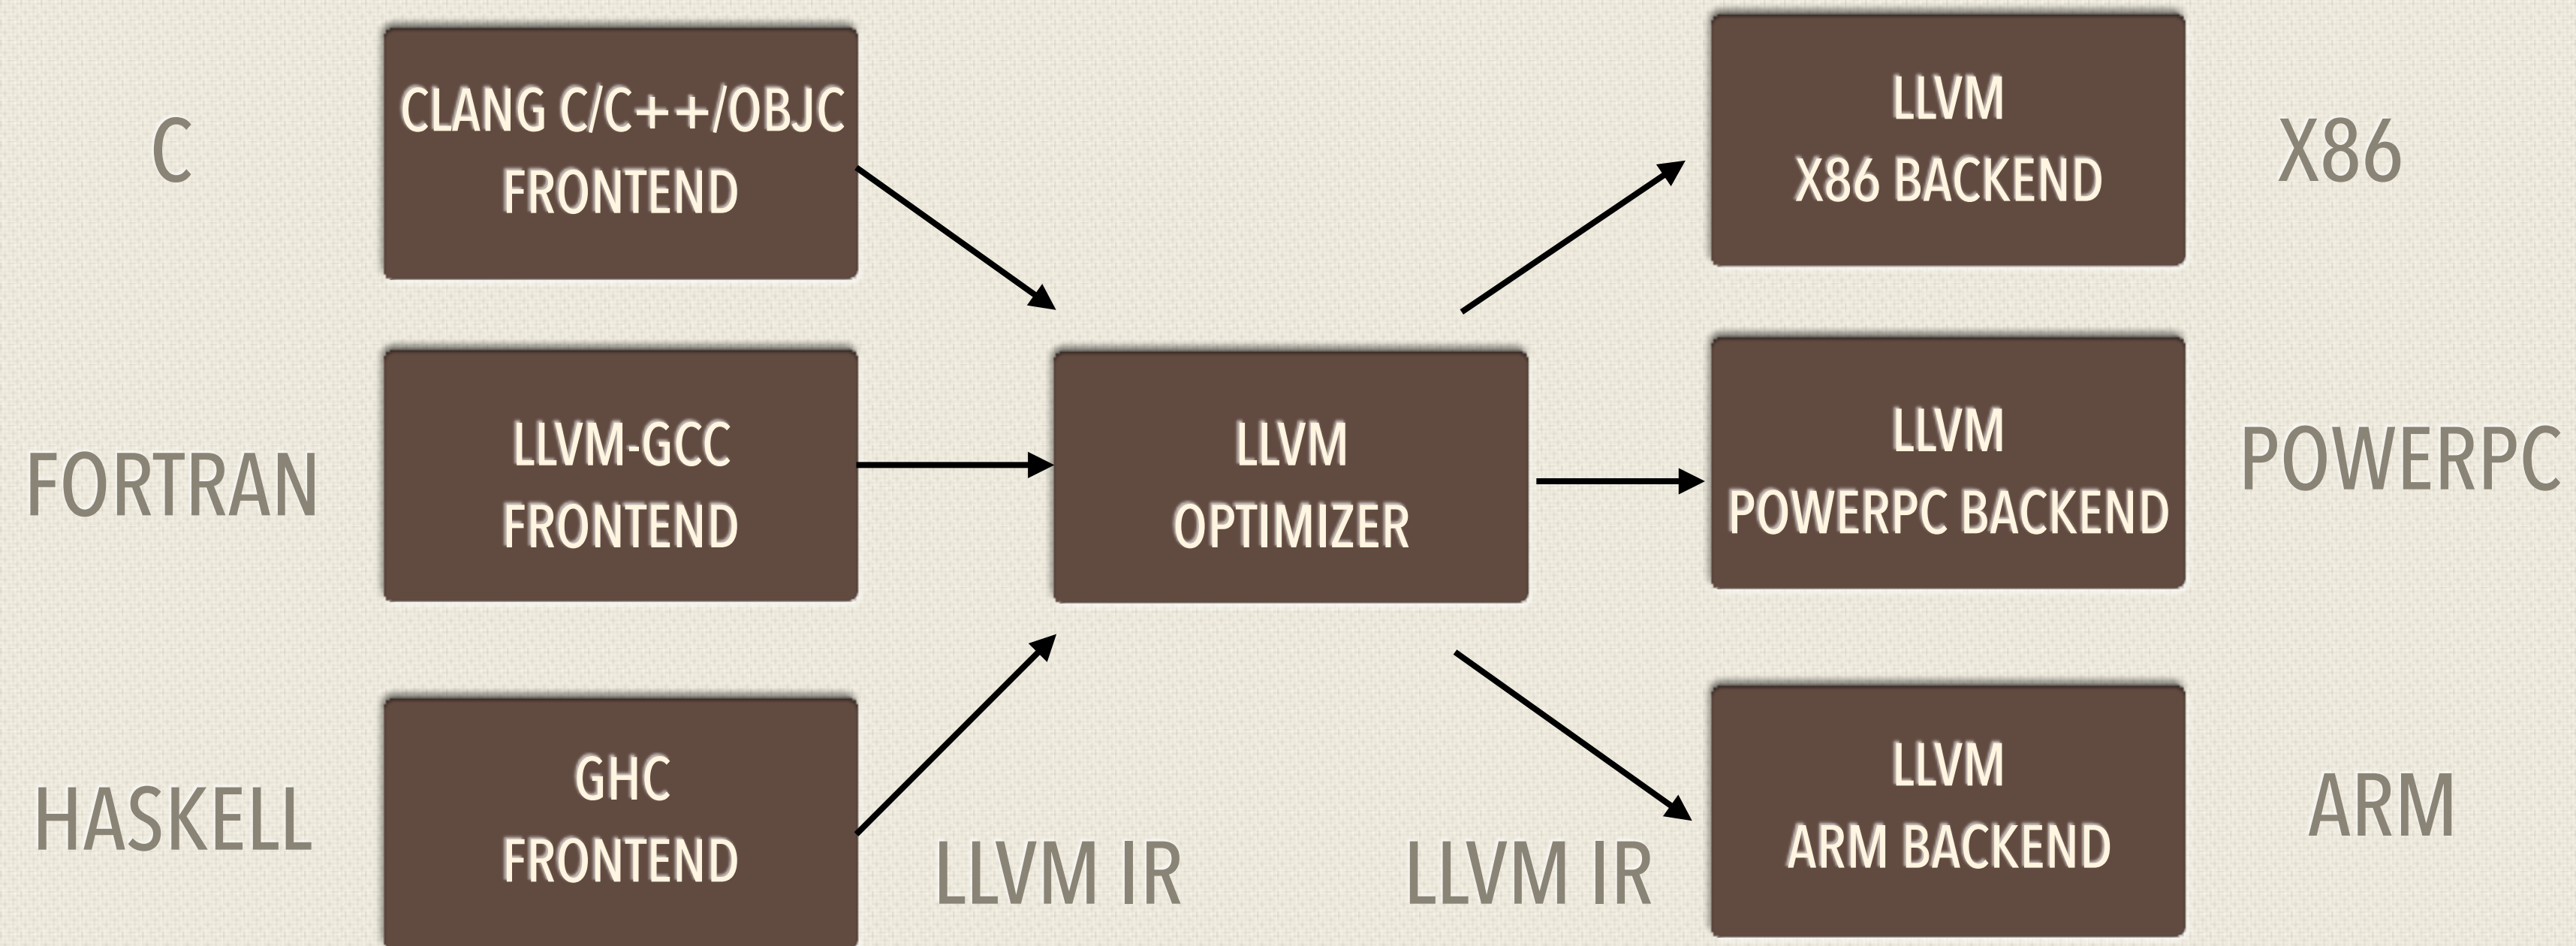 C
CLANG C/C++/OBJC
FRONTEND
LLVM
X86 BACKEND
X86
FORTRAN
LLVM-GCC
FRONTEND
LLVM
OPTIMIZER
LLVM
POWERPC BACKEND
POWERPC
HASKELL
GHC
FRONTEND
LLVM IR
LLVM IR
LLVM
ARM BACKEND
ARM